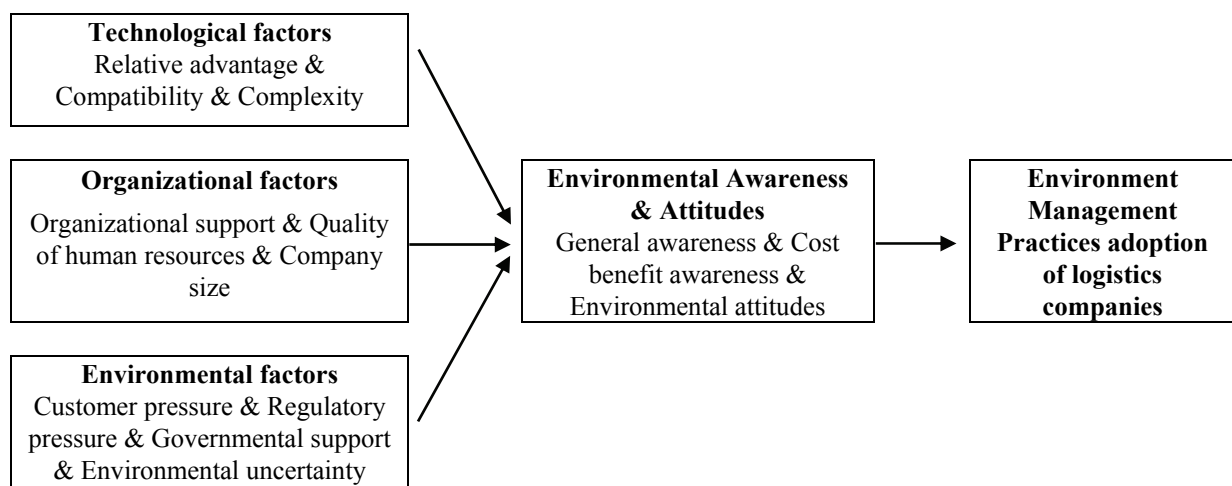 Technological factors
Relative advantage &
Compatibility & Complexity
Organizational factors
Organizational support & Quality
of human resources & Company
size
Environmental factors
Customer pressure & Regulatory
pressure & Governmental support
& Environmental uncertainty
Environmental Awareness
& Attitudes
General awareness & Cost
benefit awareness &
Environmental attitudes
Environment
Management
Practices adoption
of logistics
companies